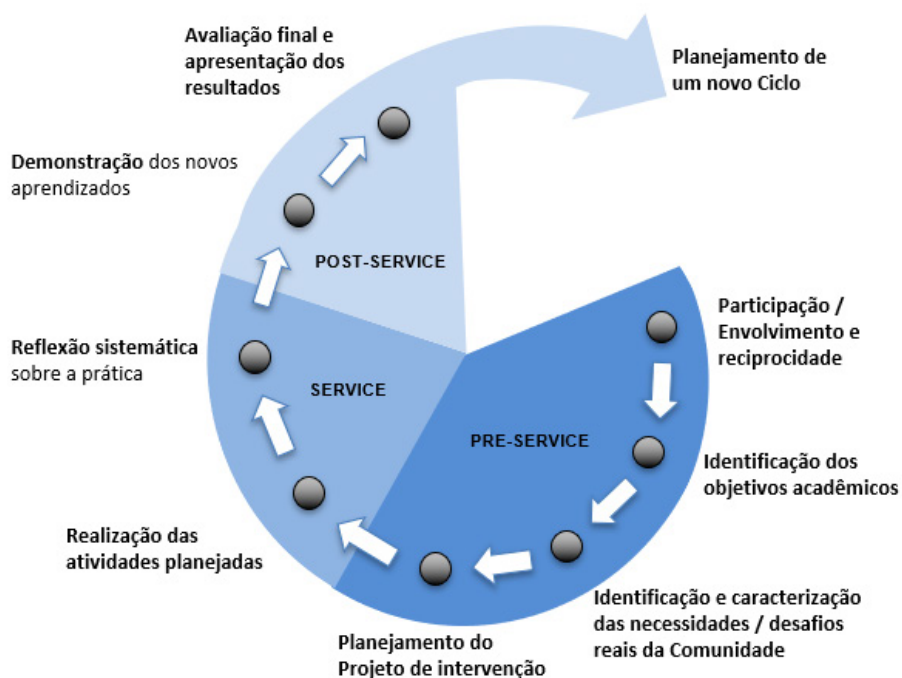 Avaliação final e
apresentação dos
resultados
Planejamento de
um novo Ciclo
Demonstração dos novos
aprendizados
POST-SERVICE
Participação /
Envolvimento e
reciprocidade
Reflexão sistemática
sobre a prática
SERVICE
PRE-SERVICE
Identificação dos
objetivos acadêmicos
Realização das
atividades planejadas
Identificação e caracterização
das necessidades / desafios
reais da Comunidade
Planejamento do
Projeto de intervenção